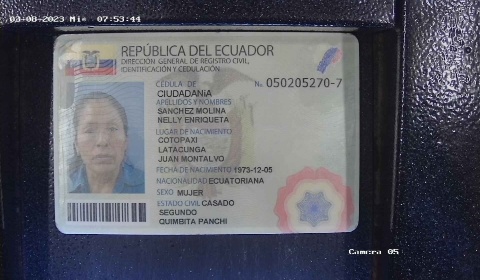 03-08-2023 Mie 07:53:44
REPÚBLICA DEL ECUADOR
DIRECCIÓN GENERAL DE REGISTRO CIVIL,
IDENTIFICACIÓN Y CEDULACIÓN
CÉDULA DE No. 050205270-7
CIUDADANIA
APELLIDOS Y NOMBRES
SANCHEZ MOLINA
NELLY ENRIQUETA
LUGAR DE NACIMIENTO
COTOPAXI
LATACUNGA
JUAN MONTALVO
FECHA DE NACIMIENTO 1973-12-05
NACIONALIDAD ECUATORIANA
SEXO MUJER
ESTADO CIVIL CASADO
SEGUNDO
QUIMBITA PANCHI
Camera 05